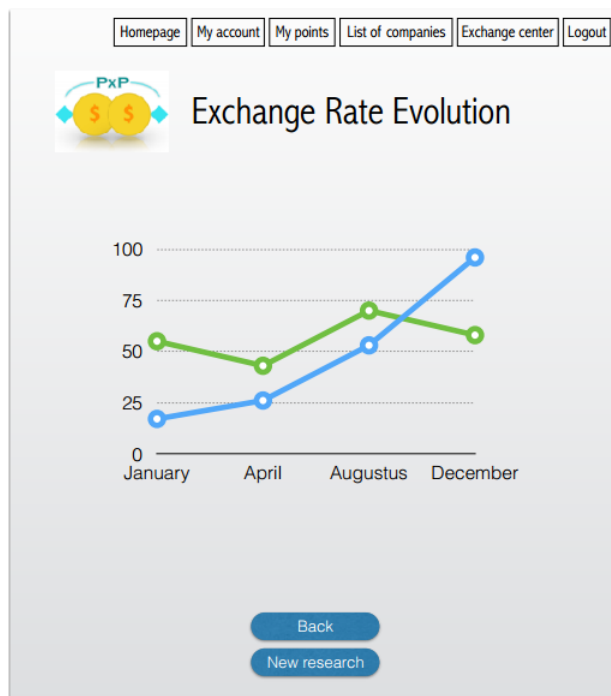 Homepage My account My points List of companies Exchange center Logout
PxP
$ $
Exchange Rate Evolution
100
75
50
25
0
January April Augustus December
Back
New research